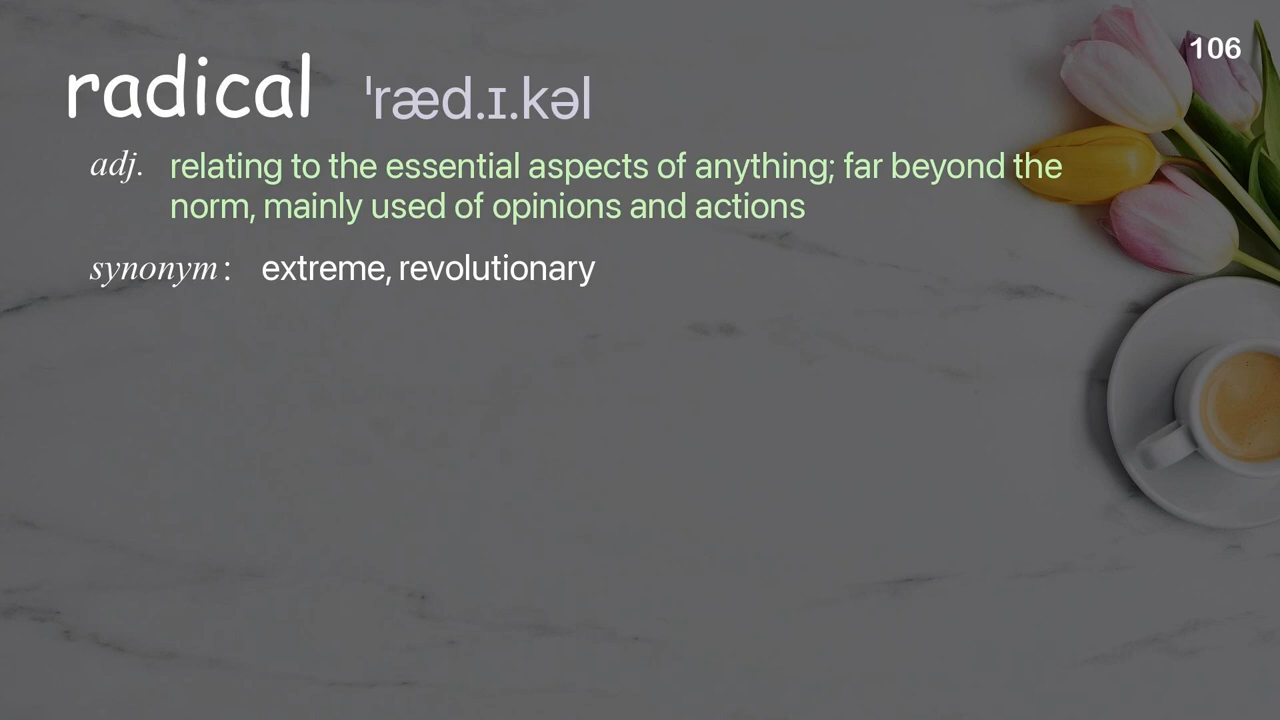 106
radical ˈræd.ɪ.kəl
adj. relating to the essential aspects of anything; far beyond the
norm, mainly used of opinions and actions
synonym : extreme, revolutionary